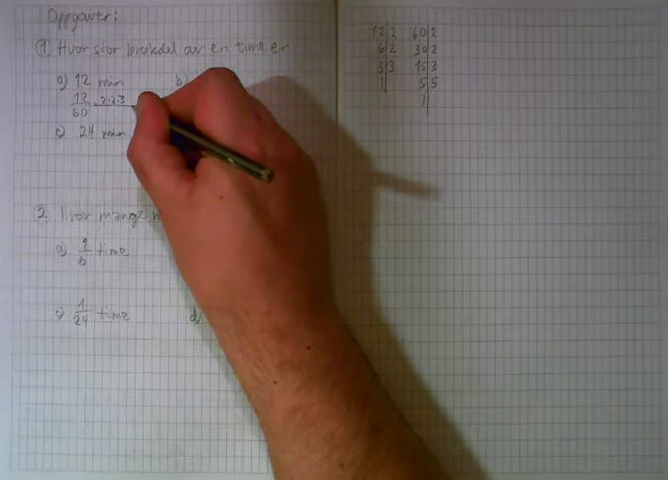 Oppgaver:
① Hvor stor brøkdel av en time er
a) 12 min b)
12/60 2·2·3
c) 24 min
② Hvor mange
a) 1/6 time
c) 1/24 time d)
12|2 60|2
6|2 30|2
3|3 15|3
1| 5|5
1|